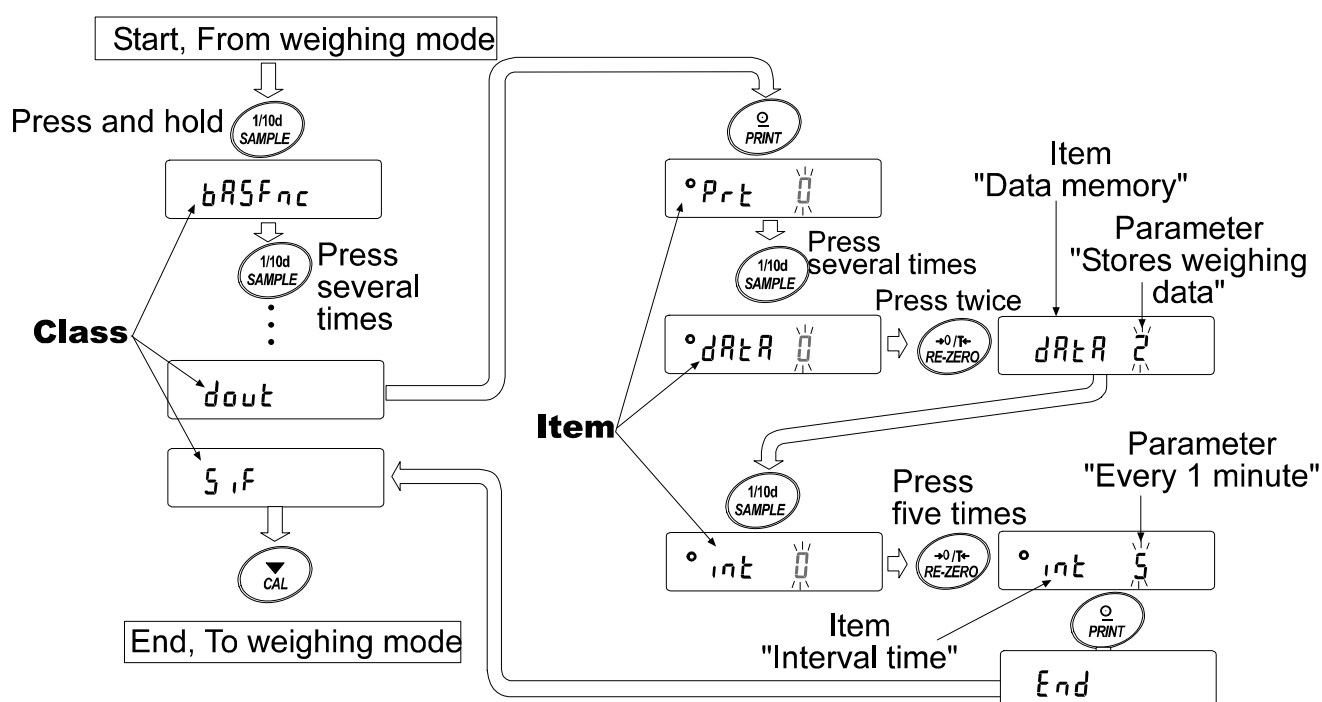 Start, From weighing mode
Press and hold
1/10d
SAMPLE
bASFnc
1/10d
SAMPLE
Press
several
times
Class
dout
SiF
CAL
End, To weighing mode
PRINT
Prt 0
1/10d
SAMPLE
Press
several times
dAtA 0
Press twice
→0/T←
RE-ZERO
Item
"Data memory"
Parameter
"Stores weighing
data"
dAtA 2
Item
1/10d
SAMPLE
int 0
Press
five times
→0/T←
RE-ZERO
Parameter
"Every 1 minute"
int 5
Item
"Interval time"
PRINT
End